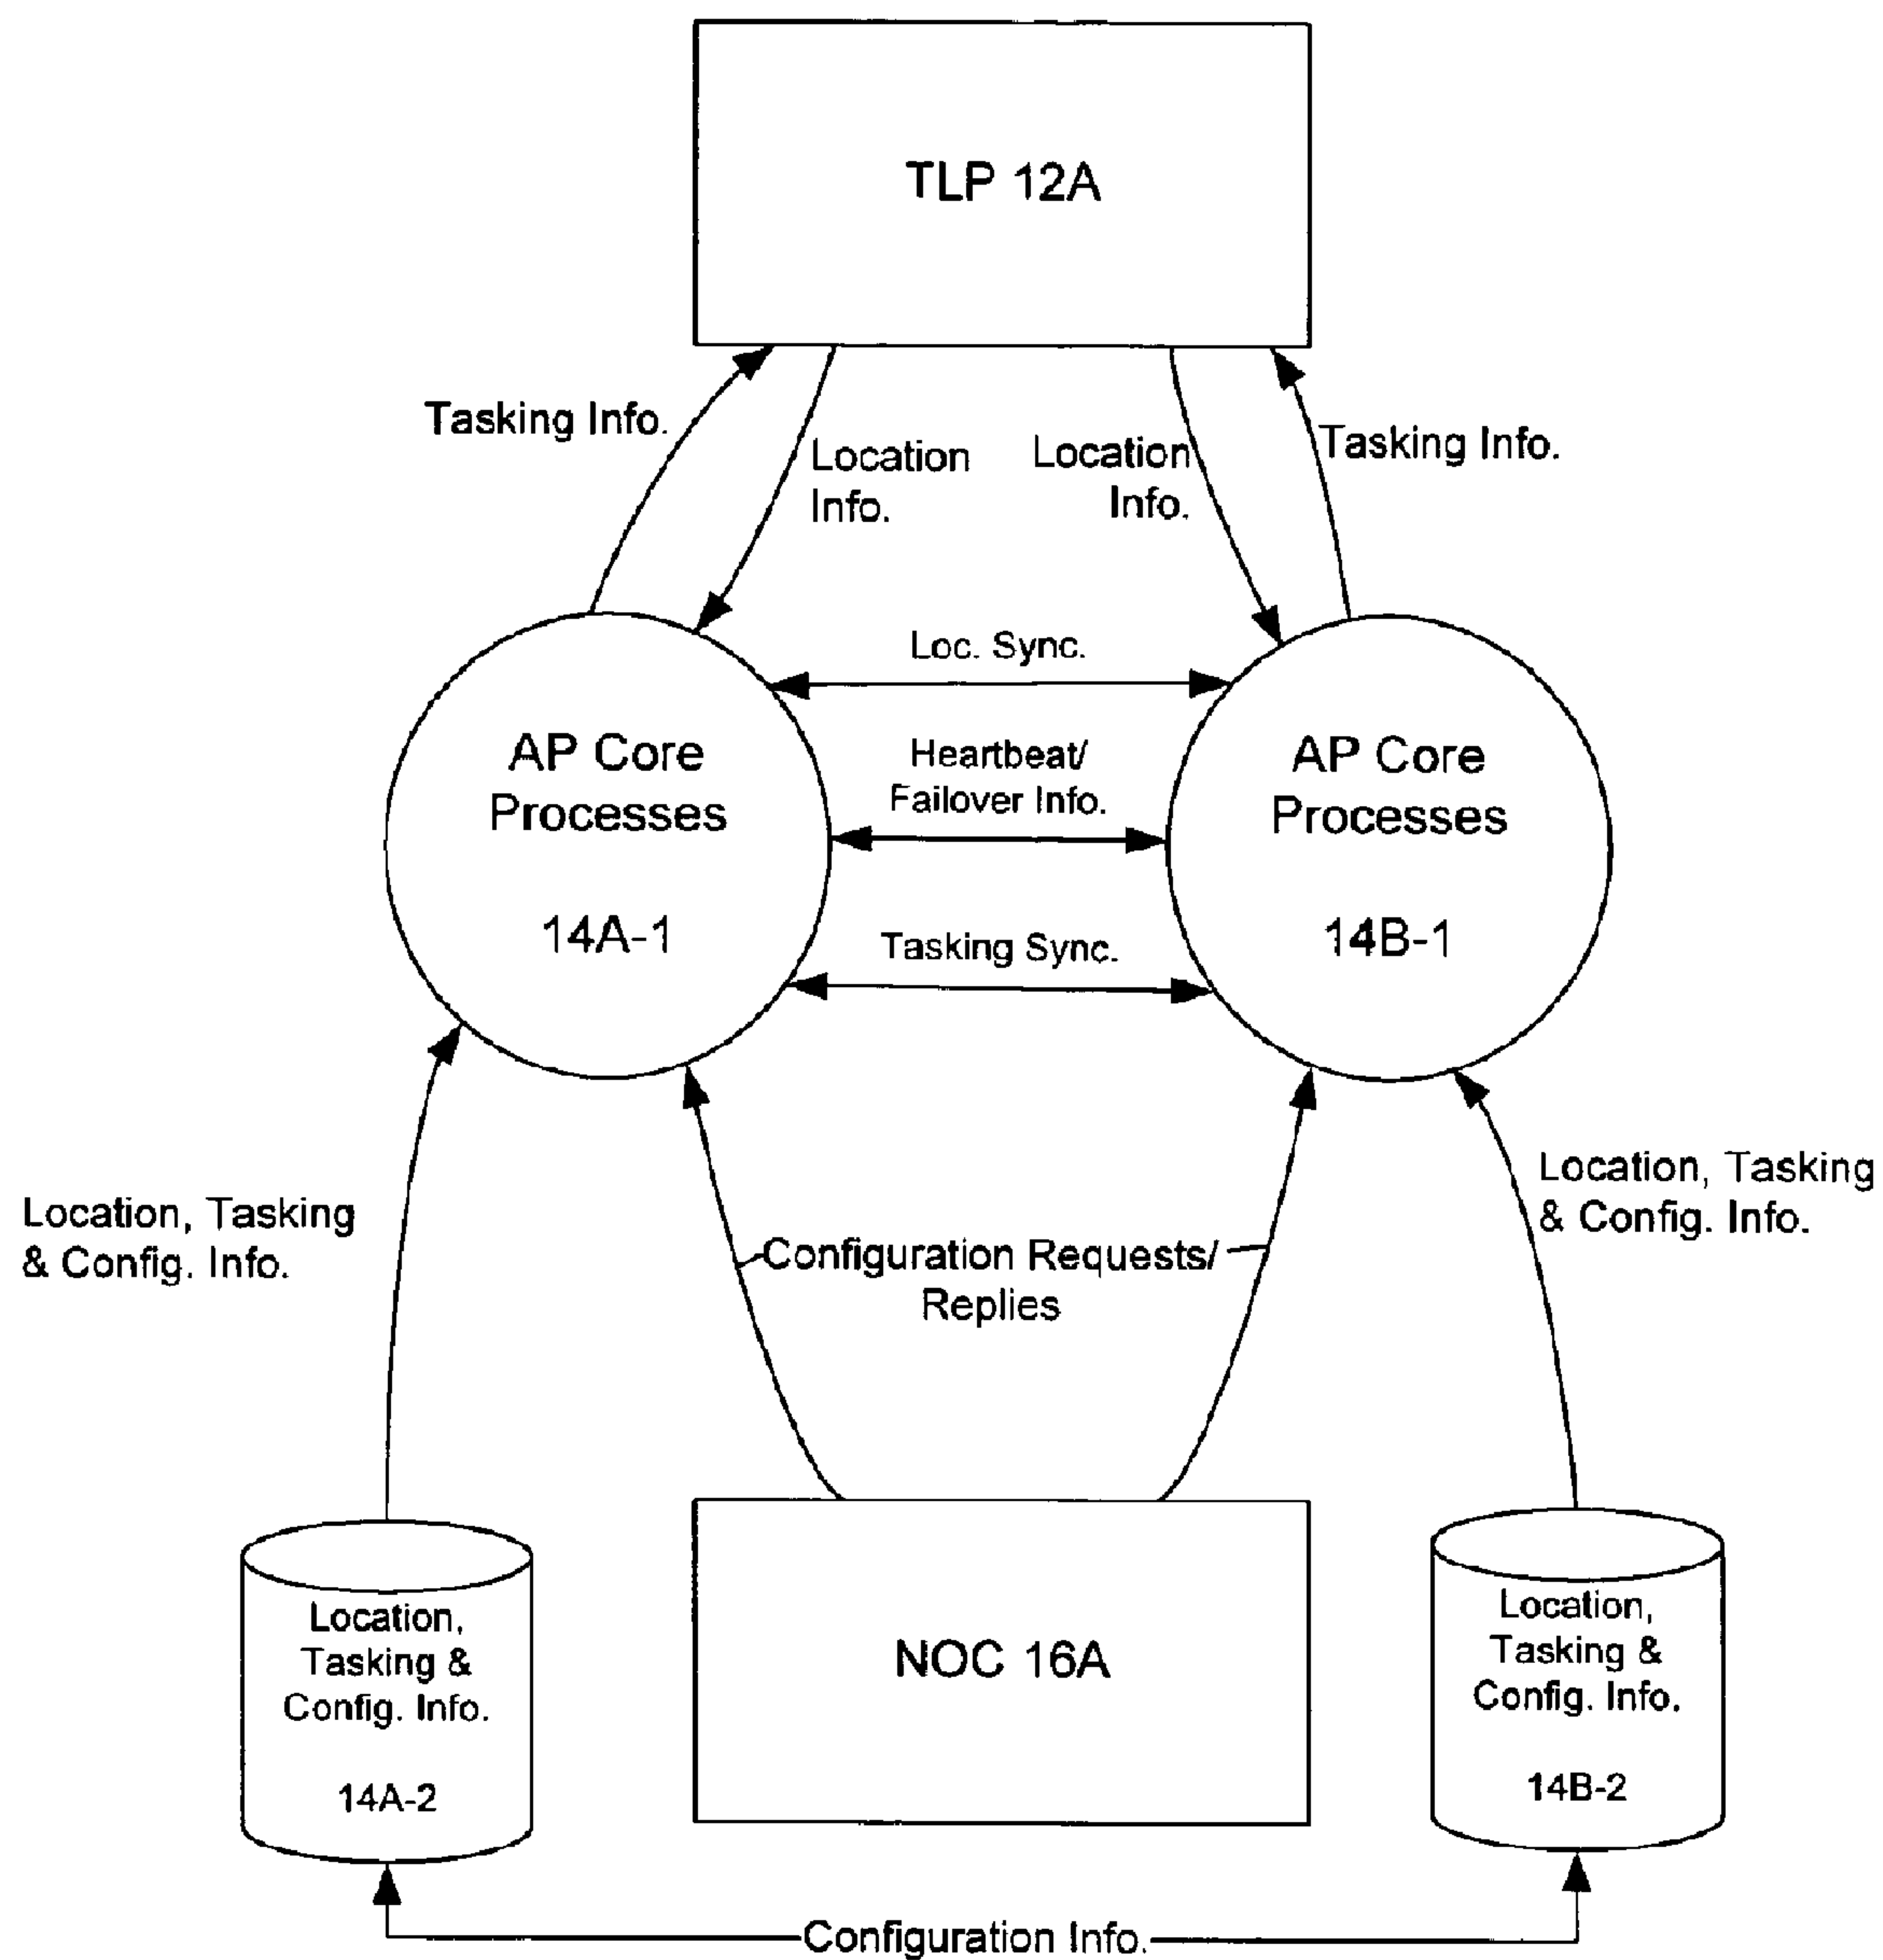 TLP 12A
Tasking Info.
Location
Info.
Location
Info.
Tasking Info.
Loc. Sync.
AP Core
Processes
14A-1
Heartbeat/
Failover Info.
AP Core
Processes
14B-1
Tasking Sync.
Location, Tasking
& Config. Info.
Configuration Requests/
Replies
Location, Tasking
& Config. Info.
Location,
Tasking &
Config. Info.
14A-2
NOC 16A
Location,
Tasking &
Config. Info.
14B-2
Configuration Info.